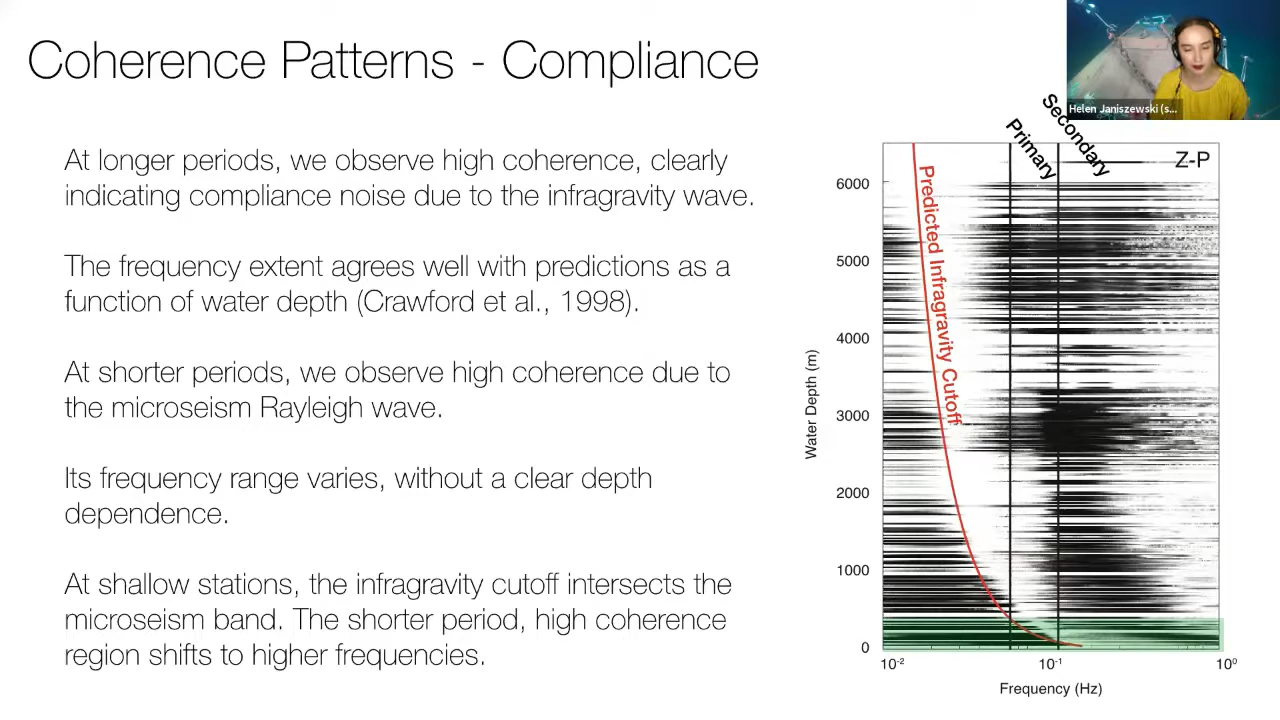 Coherence Patterns - Compliance
Helen Janiszewski (s...
At longer periods, we observe high coherence, clearly
indicating compliance noise due to the infragravity wave.
The frequency extent agrees well with predictions as a
function of water depth (Crawford et al., 1998).
At shorter periods, we observe high coherence due to
the microseism Rayleigh wave.
Its frequency range varies, without a clear depth
dependence.
At shallow stations, the infragravity cutoff intersects the
microseism band. The shorter period, high coherence
region shifts to higher frequencies.
Primary
Secondary
Z-P
Predicted Infragravity Cutoff
Water Depth (m)
6000
5000
4000
3000
2000
1000
0
10⁻² 10⁻¹ 10⁰
Frequency (Hz)